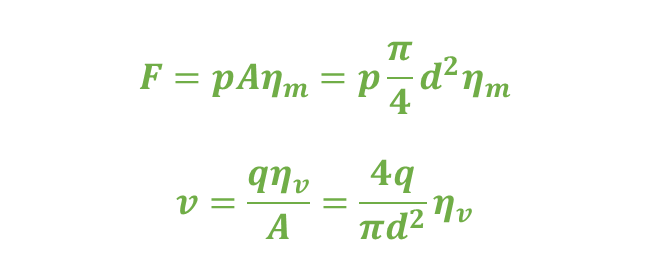 F = pAη_m = p π/4 d²η_m
v = qη_v/A = 4q/πd² η_v